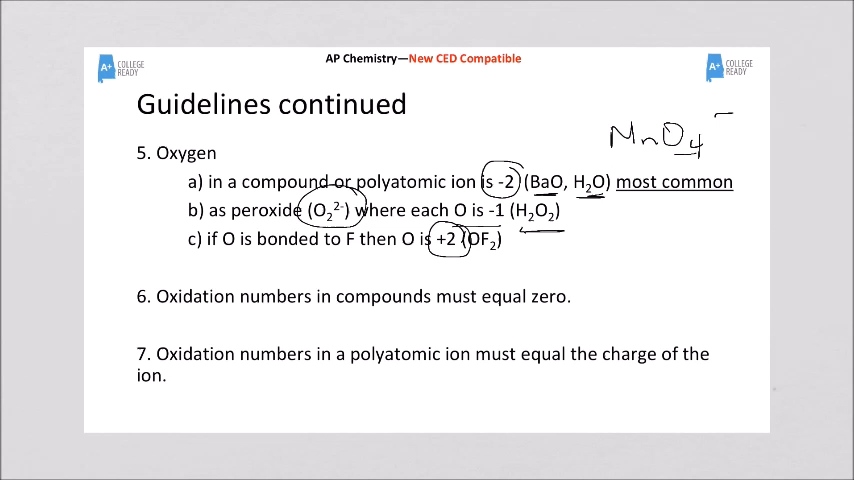 AP Chemistry—New CED Compatible
A+ COLLEGE READY
A+ COLLEGE READY
Guidelines continued
MnO₄⁻
5. Oxygen
a) in a compound or polyatomic ion is -2 (BaO, H₂O) most common
b) as peroxide (O₂²⁻) where each O is -1 (H₂O₂)
c) if O is bonded to F then O is +2 (OF₂)
6. Oxidation numbers in compounds must equal zero.
7. Oxidation numbers in a polyatomic ion must equal the charge of the
ion.